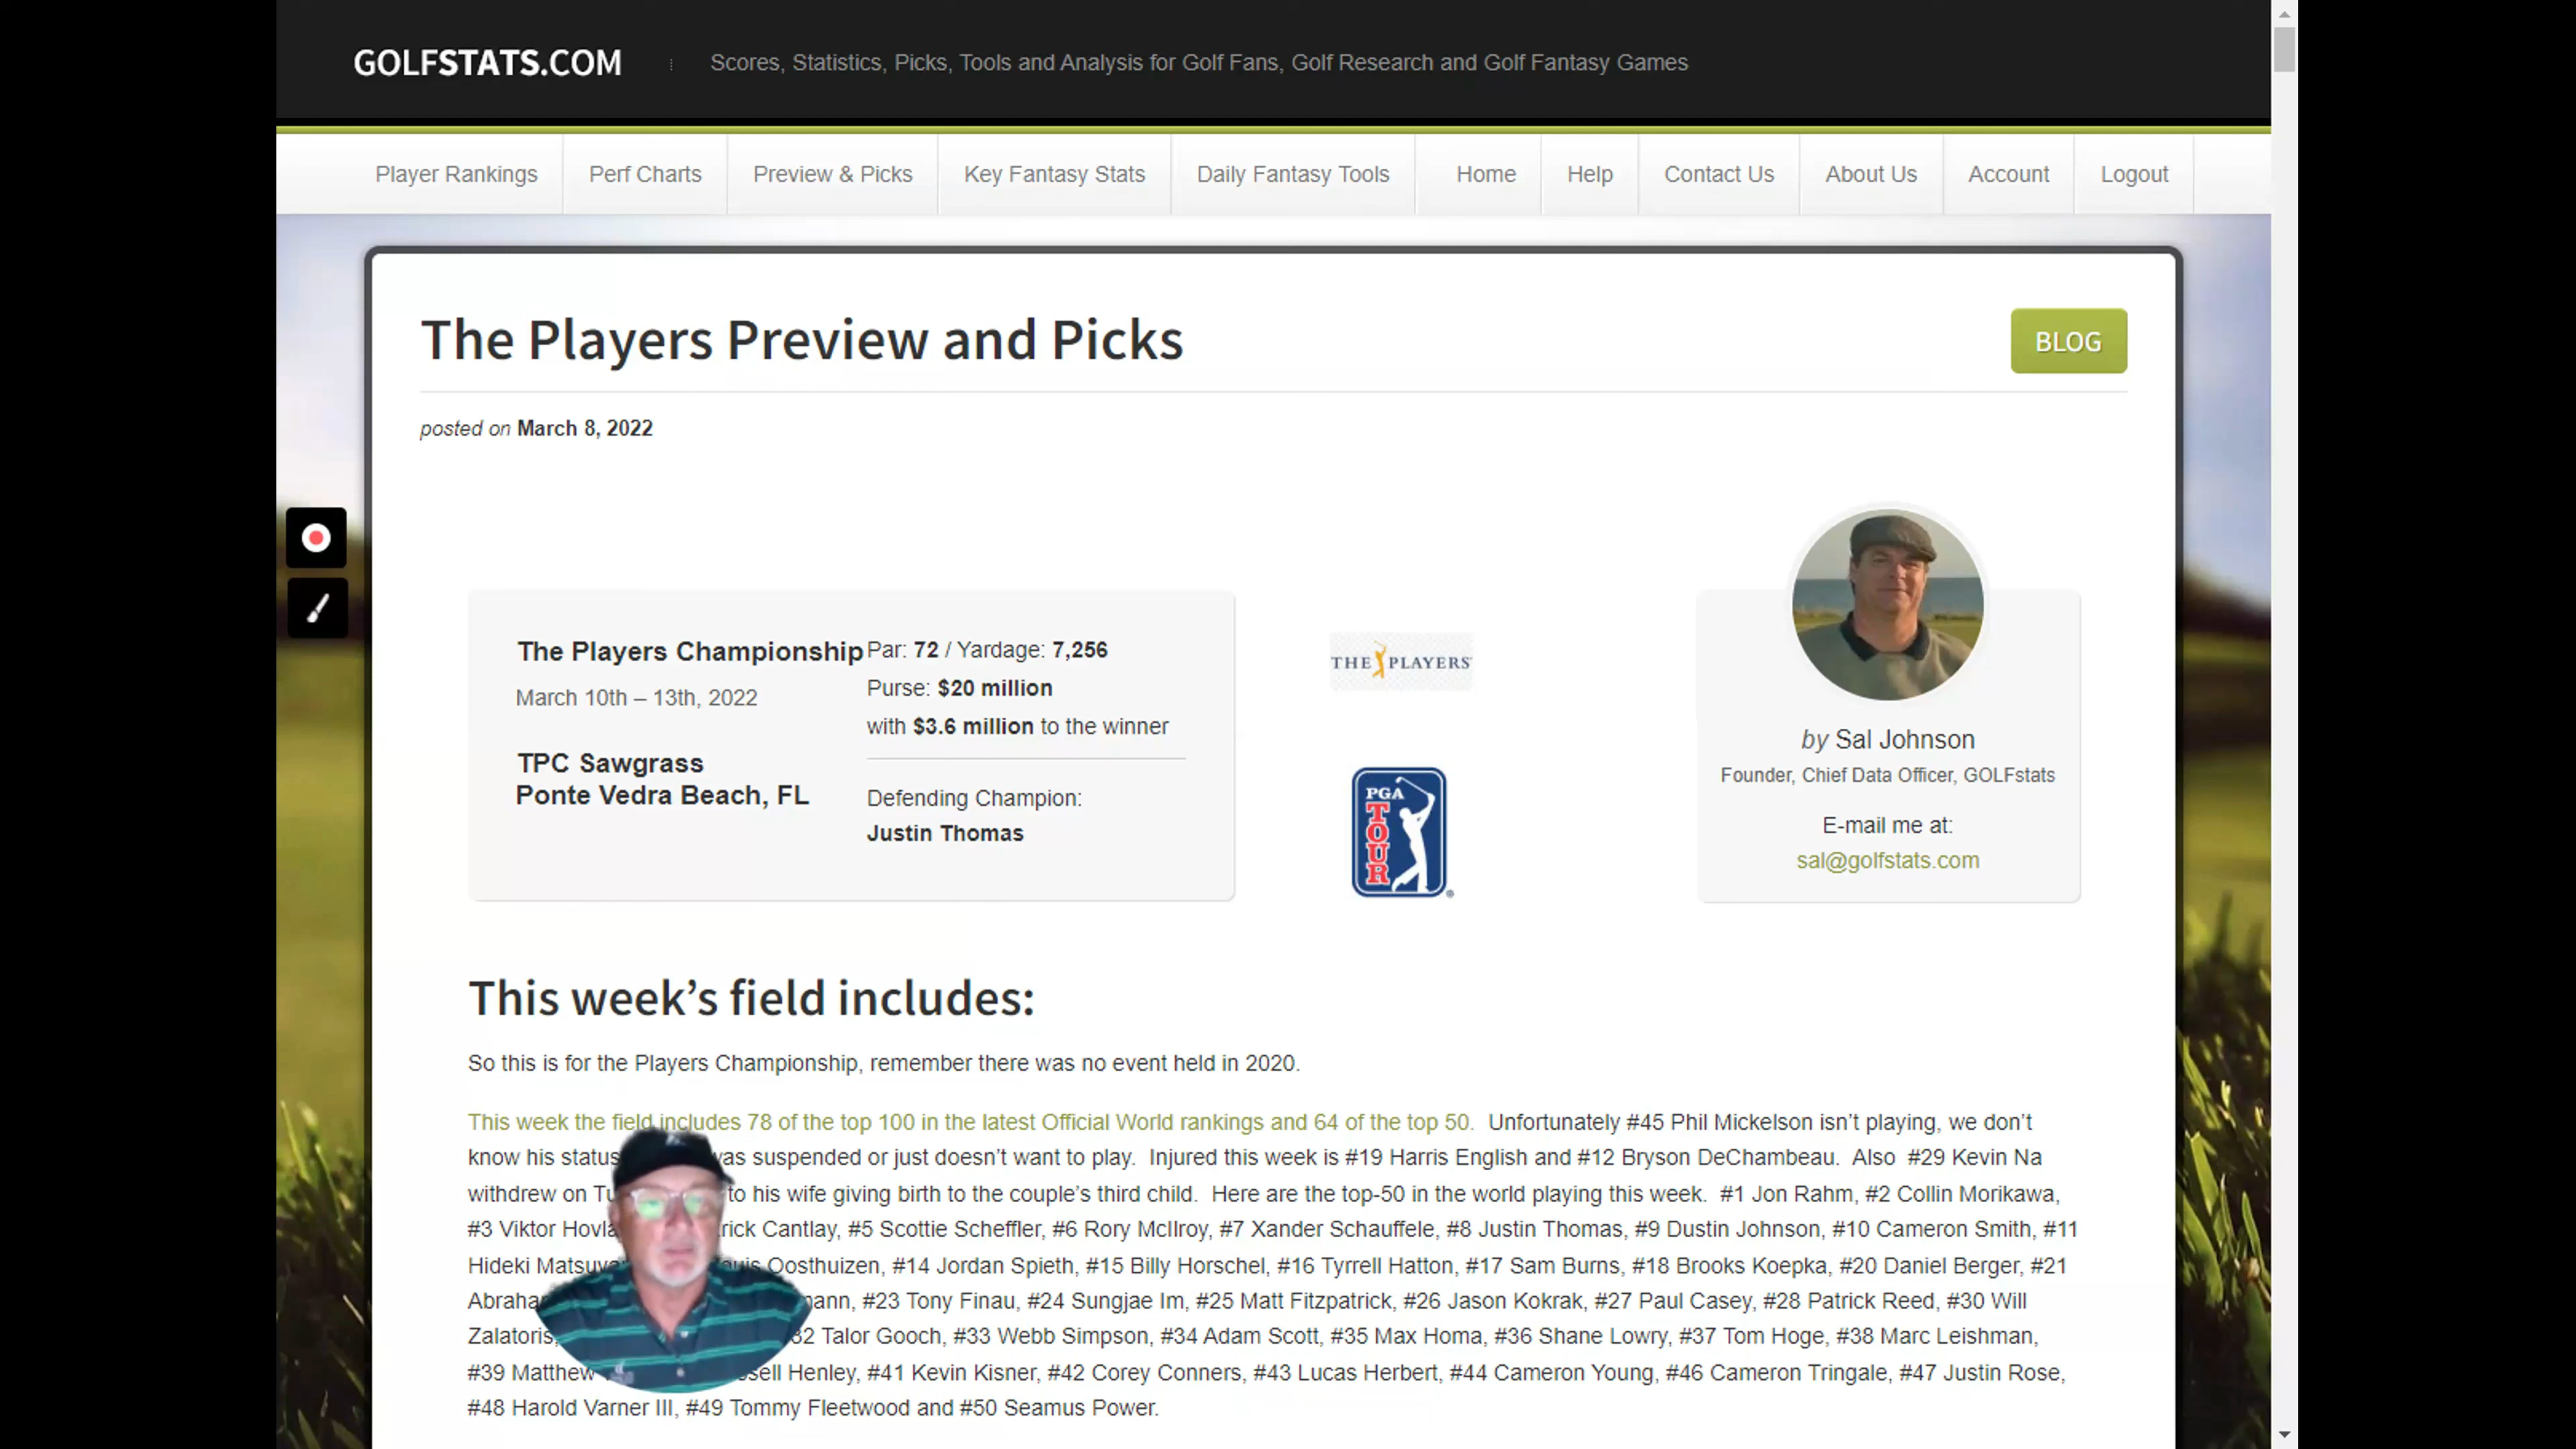 GOLFSTATS.COM
Scores, Statistics, Picks, Tools and Analysis for Golf Fans, Golf Research and Golf Fantasy Games
Player Rankings Perf Charts Preview & Picks Key Fantasy Stats Daily Fantasy Tools Home Help Contact Us About Us Account Logout
The Players Preview and Picks
BLOG
posted on March 8, 2022
The Players Championship
March 10th – 13th, 2022
TPC Sawgrass
Ponte Vedra Beach, FL
Par: 72 / Yardage: 7,256
Purse: $20 million
with $3.6 million to the winner
Defending Champion:
Justin Thomas
THE PLAYERS
PGA
TOUR
by Sal Johnson
Founder, Chief Data Officer, GOLFstats
E-mail me at:
sal@golfstats.com
This week’s field includes:
So this is for the Players Championship, remember there was no event held in 2020.
This week the field includes 78 of the top 100 in the latest Official World rankings and 64 of the top 50. Unfortunately #45 Phil Mickelson isn’t playing, we don’t
know his status was suspended or just doesn’t want to play. Injured this week is #19 Harris English and #12 Bryson DeChambeau. Also #29 Kevin Na
withdrew on to his wife giving birth to the couple’s third child. Here are the top-50 in the world playing this week. #1 Jon Rahm, #2 Collin Morikawa,
#3 Viktor Cantlay, #5 Scottie Scheffler, #6 Rory McIlroy, #7 Xander Schauffele, #8 Justin Thomas, #9 Dustin Johnson, #10 Cameron Smith, #11
Hideki Oosthuizen, #14 Jordan Spieth, #15 Billy Horschel, #16 Tyrrell Hatton, #17 Sam Burns, #18 Brooks Koepka, #20 Daniel Berger, #21
#23 Tony Finau, #24 Sungjae Im, #25 Matt Fitzpatrick, #26 Jason Kokrak, #27 Paul Casey, #28 Patrick Reed, #30 Will
Zalatoris, Talor Gooch, #33 Webb Simpson, #34 Adam Scott, #35 Max Homa, #36 Shane Lowry, #37 Tom Hoge, #38 Marc Leishman,
#39 Matthew Henley, #41 Kevin Kisner, #42 Corey Conners, #43 Lucas Herbert, #44 Cameron Young, #46 Cameron Tringale, #47 Justin Rose,
#48 Harold Varner III, #49 Tommy Fleetwood and #50 Seamus Power.